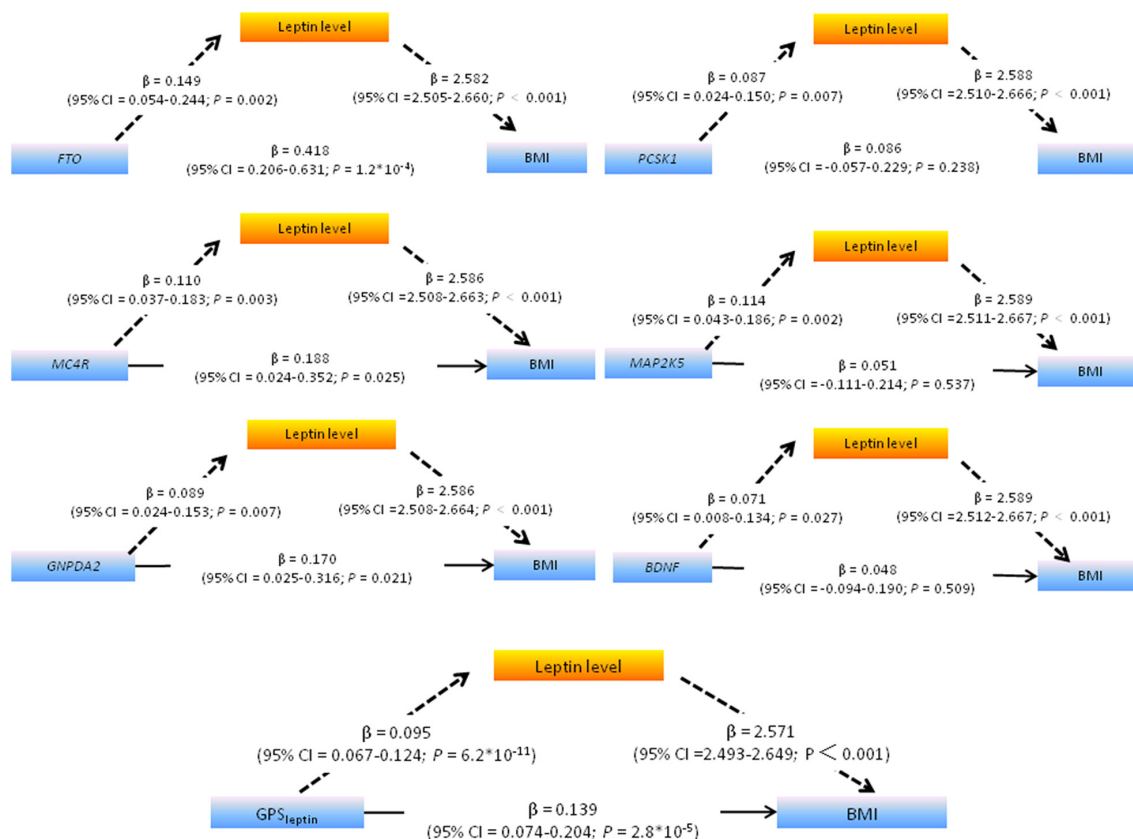 Leptin level
β = 0.149
(95% CI = 0.054-0.244; P = 0.002)
β = 2.582
(95% CI =2.505-2.660; P < 0.001)
FTO
β = 0.418
(95% CI = 0.206-0.631; P = 1.2*10-4)
BMI
Leptin level
β = 0.087
(95% CI = 0.024-0.150; P = 0.007)
β = 2.588
(95% CI =2.510-2.666; P < 0.001)
PCSK1
β = 0.086
(95% CI = -0.057-0.229; P = 0.238)
BMI
Leptin level
β = 0.110
(95% CI = 0.037-0.183; P = 0.003)
β = 2.586
(95% CI =2.508-2.663; P < 0.001)
MC4R
β = 0.188
(95% CI = 0.024-0.352; P = 0.025)
BMI
Leptin level
β = 0.114
(95% CI = 0.043-0.186; P = 0.002)
β = 2.589
(95% CI =2.511-2.667; P < 0.001)
MAP2K5
β = 0.051
(95% CI = -0.111-0.214; P = 0.537)
BMI
Leptin level
β = 0.089
(95% CI = 0.024-0.153; P = 0.007)
β = 2.586
(95% CI =2.508-2.664; P < 0.001)
GNPDA2
β = 0.170
(95% CI = 0.025-0.316; P = 0.021)
BMI
Leptin level
β = 0.071
(95% CI = 0.008-0.134; P = 0.027)
β = 2.589
(95% CI =2.512-2.667; P < 0.001)
BDNF
β = 0.048
(95% CI = -0.094-0.190; P = 0.509)
BMI
Leptin level
β = 0.095
(95% CI = 0.067-0.124; P = 6.2*10-11)
β = 2.571
(95% CI =2.493-2.649; P < 0.001)
GPSleptin
β = 0.139
(95% CI = 0.074-0.204; P = 2.8*10-5)
BMI